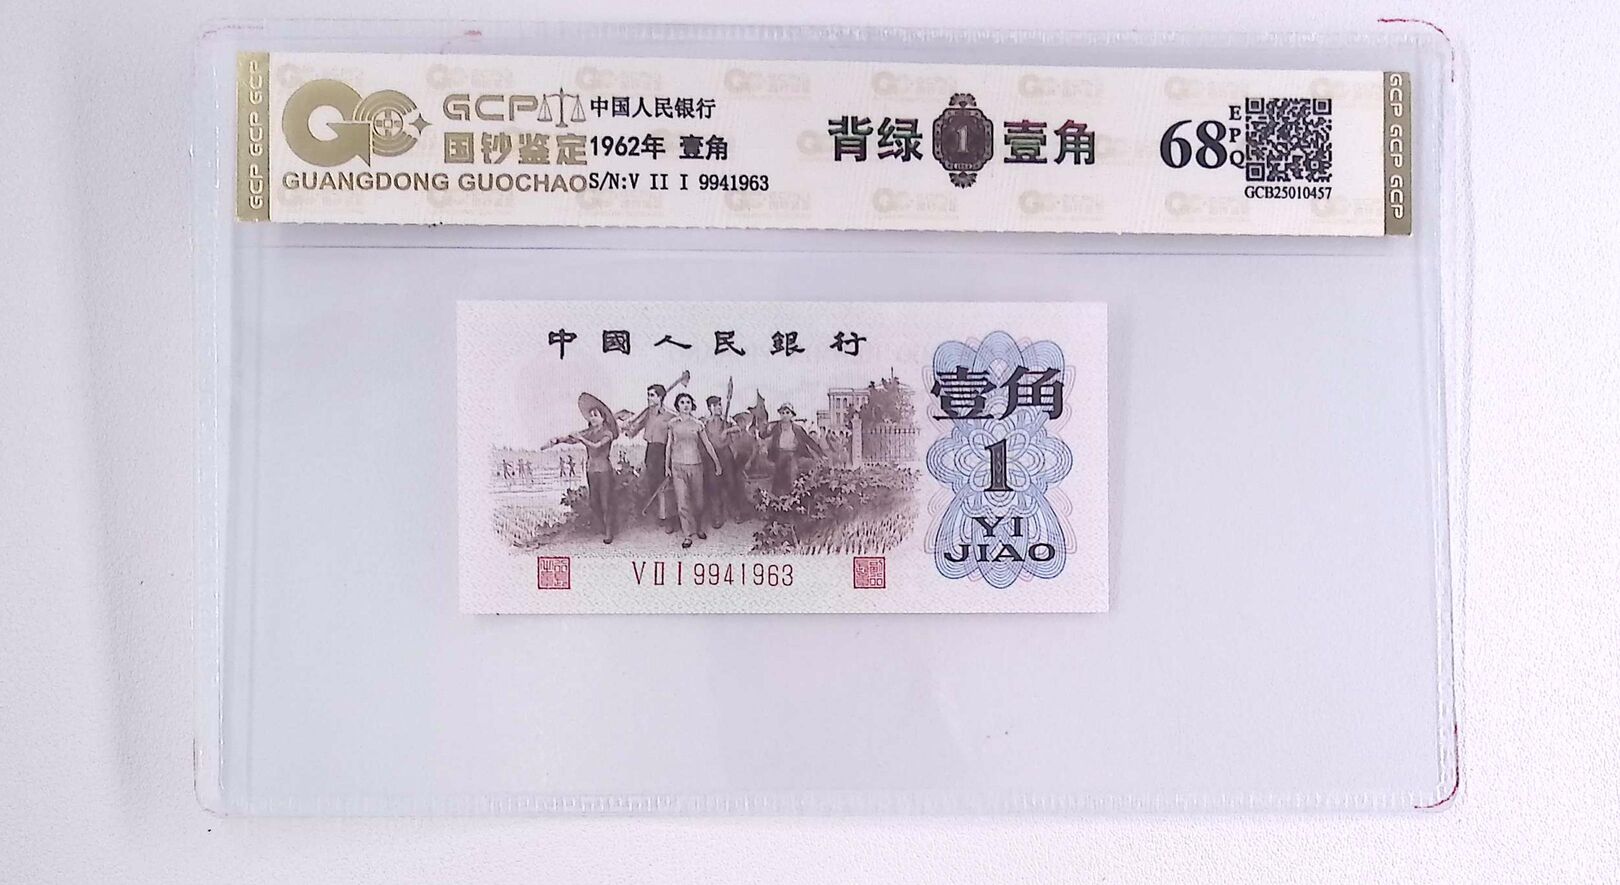 GCP GCP GCP
GCP
国钞鉴定
GUANGDONG GUOCHAO
中国人民银行
1962年 壹角
S/N:V II I 9941963
背绿 1 壹角
68 EPQ
GCB25010457
GCP GCP GCP
中國人民銀行
壹角
1
YI
JIAO
V II I 9941963